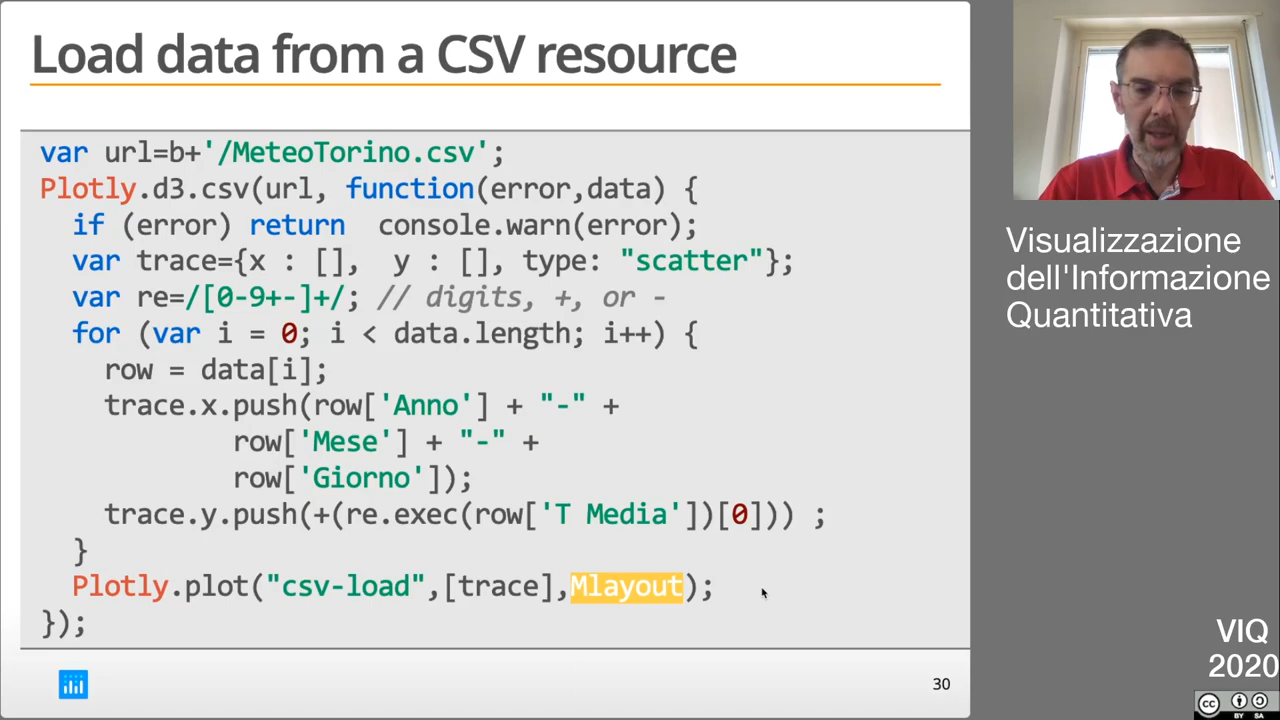 Load data from a CSV resource
var url=b+'/MeteoTorino.csv';
Plotly.d3.csv(url, function(error,data) {
if (error) return console.warn(error);
var trace={x : [], y : [], type: "scatter"};
var re=/[0-9+-]+/; // digits, +, or -
for (var i = 0; i < data.length; i++) {
row = data[i];
trace.x.push(row['Anno'] + "-" +
row['Mese'] + "-" +
row['Giorno']);
trace.y.push(+(re.exec(row['T Media'])[0])) ;
}
Plotly.plot("csv-load",[trace],Mlayout);
});
30
Visualizzazione
dell'Informazione
Quantitativa
VIQ
2020
cc
BY SA